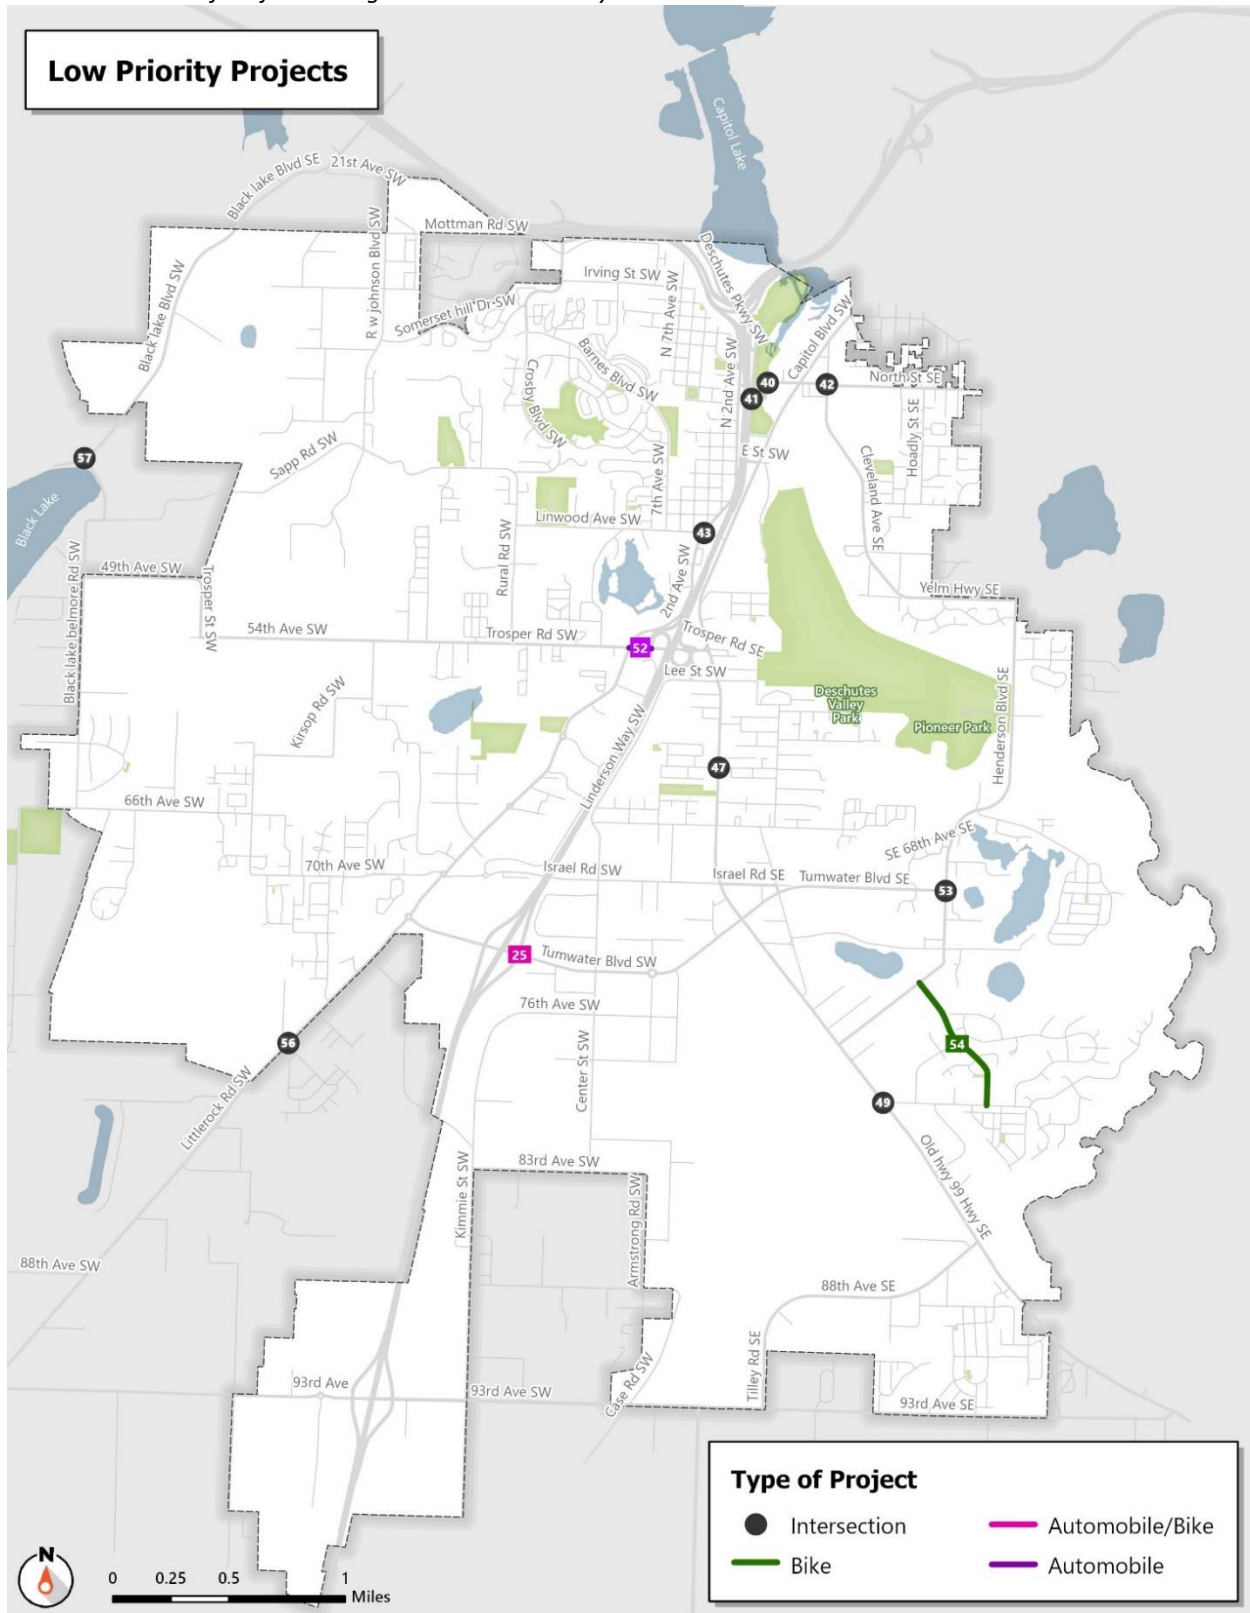 Low Priority Projects
Capitol Lake
Black lake Blvd SE
21st Ave SW
Mottman Rd SW
R w johnson Blvd SW
Deschutes Pkwy SW
Irving St SW
N 7th Ave SW
Somerset hill Dr SW
Black lake Blvd SW
Capitol Blvd SW
Barnes Blvd SW
Crosby Blvd SW
N 2nd Ave SW
40
41
42
North St SE
Hoadly St SE
E St SW
Cleveland Ave SE
57
Sapp Rd SW
7th Ave SW
Black Lake
Linwood Ave SW
43
Rural Rd SW
49th Ave SW
Trosper St SW
2nd Ave SW
Yelm Hwy SE
Black lake belmore Rd SW
54th Ave SW
Trosper Rd SW
52
Trosper Rd SE
Lee St SW
Deschutes
Valley
Park
Pioneer Park
Henderson Blvd SE
Kirsop Rd SW
Linderson Way SW
47
66th Ave SW
SE 68th Ave SE
70th Ave SW
Israel Rd SW
Israel Rd SE
Tumwater Blvd SE
53
25
Tumwater Blvd SW
76th Ave SW
56
54
Center St SW
49
Littlerock Rd SW
Old hwy 99 Hwy SE
83rd Ave SW
Kimmie St SW
Armstrong Rd SW
88th Ave SW
88th Ave SE
Tilley Rd SE
93rd Ave
93rd Ave SW
Case Rd SW
93rd Ave SE
Type of Project
Intersection
Automobile/Bike
Bike
Automobile
N
0 0.25 0.5 1
Miles